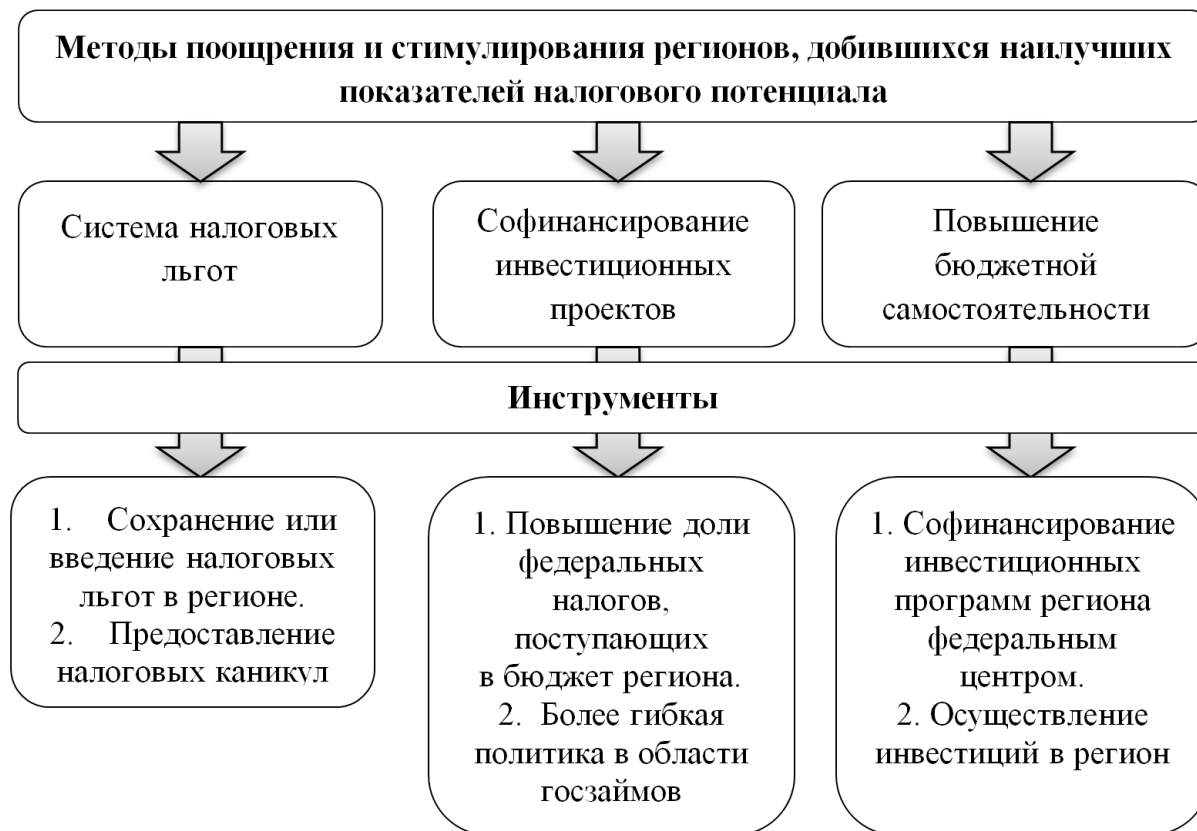 Методы поощрения и стимулирования регионов, добившихся наилучших
показателей налогового потенциала
Система налоговых
льгот
Софинансирование
инвестиционных
проектов
Повышение
бюджетной
самостоятельности
Инструменты
1. Сохранение или
введение налоговых
льгот в регионе.
2. Предоставление
налоговых каникул
1. Повышение доли
федеральных
налогов,
поступающих
в бюджет региона.
2. Более гибкая
политика в области
госзаймов
1. Софинансирование
инвестиционных
программ региона
федеральным
центром.
2. Осуществление
инвестиций в регион